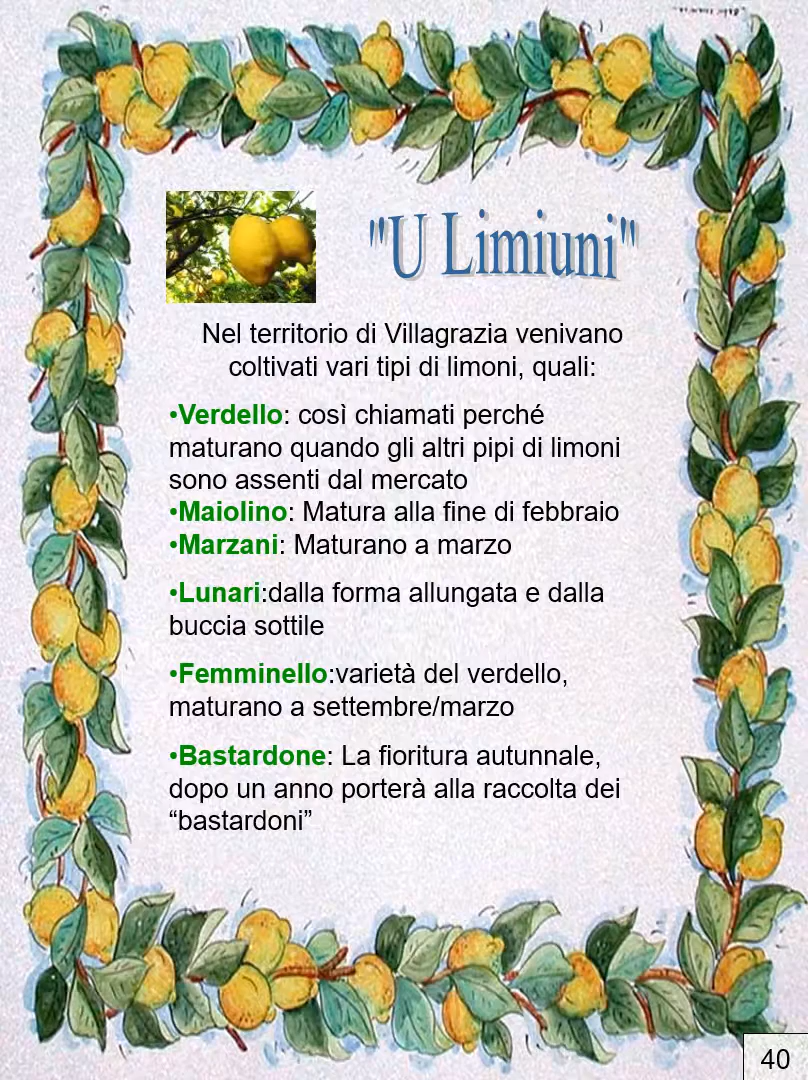 "U Limiuni"
Nel territorio di Villagrazia venivano
coltivati vari tipi di limoni, quali:
•Verdello: così chiamati perché
maturano quando gli altri pipi di limoni
sono assenti dal mercato
•Maiolino: Matura alla fine di febbraio
•Marzani: Maturano a marzo
•Lunari:dalla forma allungata e dalla
buccia sottile
•Femminello:varietà del verdello,
maturano a settembre/marzo
•Bastardone: La fioritura autunnale,
dopo un anno porterà alla raccolta dei
“bastardoni”
40